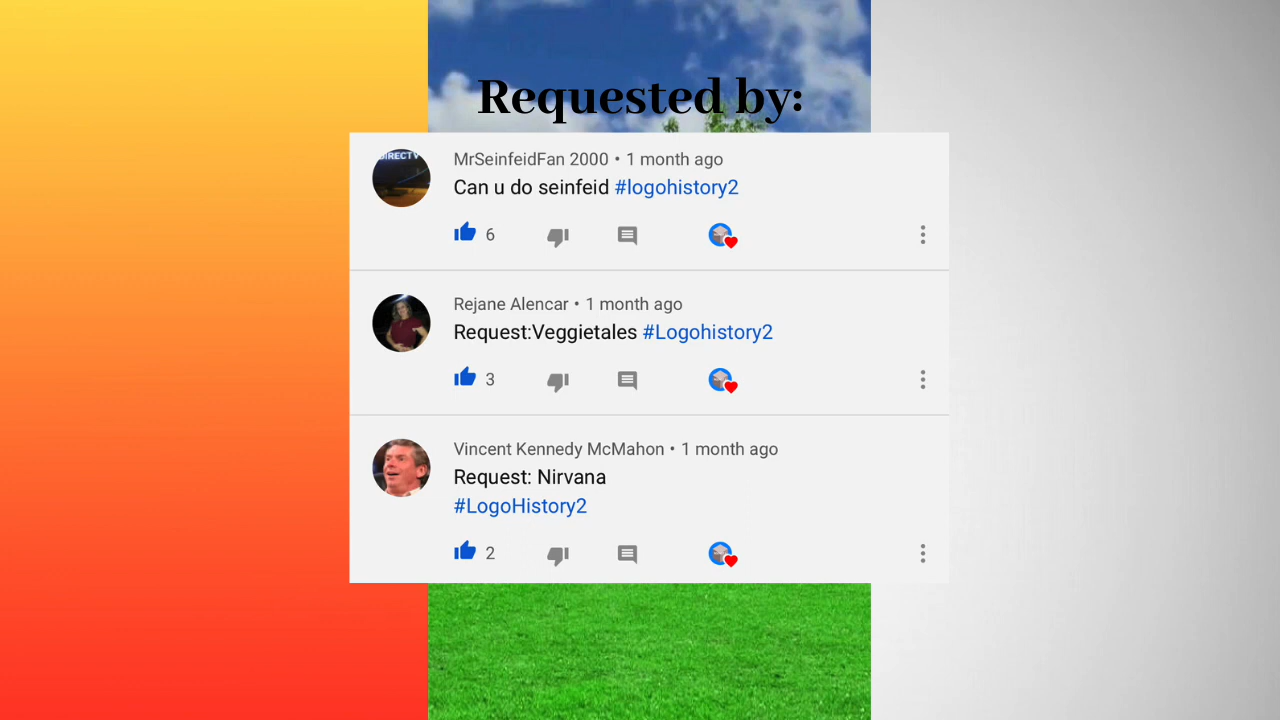 Requested by:
DIRECTV
MrSeinfeidFan 2000 • 1 month ago
Can u do seinfeid #logohistory2
6
Rejane Alencar • 1 month ago
Request:Veggietales #Logohistory2
3
Vincent Kennedy McMahon • 1 month ago
Request: Nirvana
#LogoHistory2
2